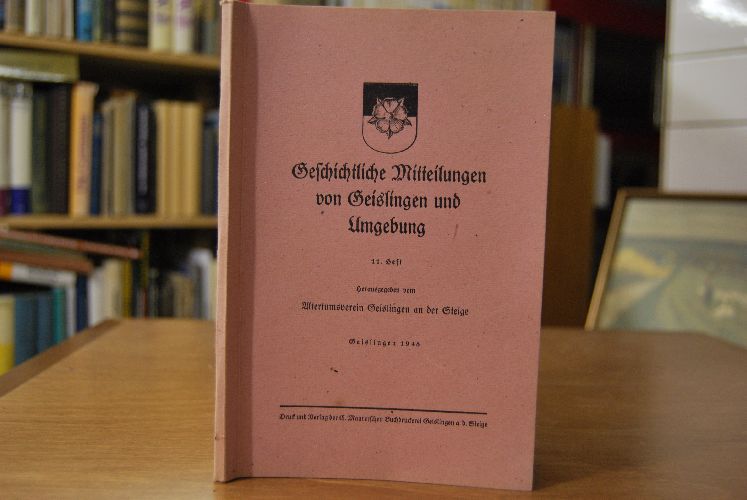 Geschichtliche Mitteilungen
von Geislingen und
Umgebung
11. Heft
Herausgegeben vom
Altertumsverein Geislingen an der Steige
Geislingen 1948
Druck und Verlag der C. Maurer'schen Buchdruckerei Geislingen a. d. Steige